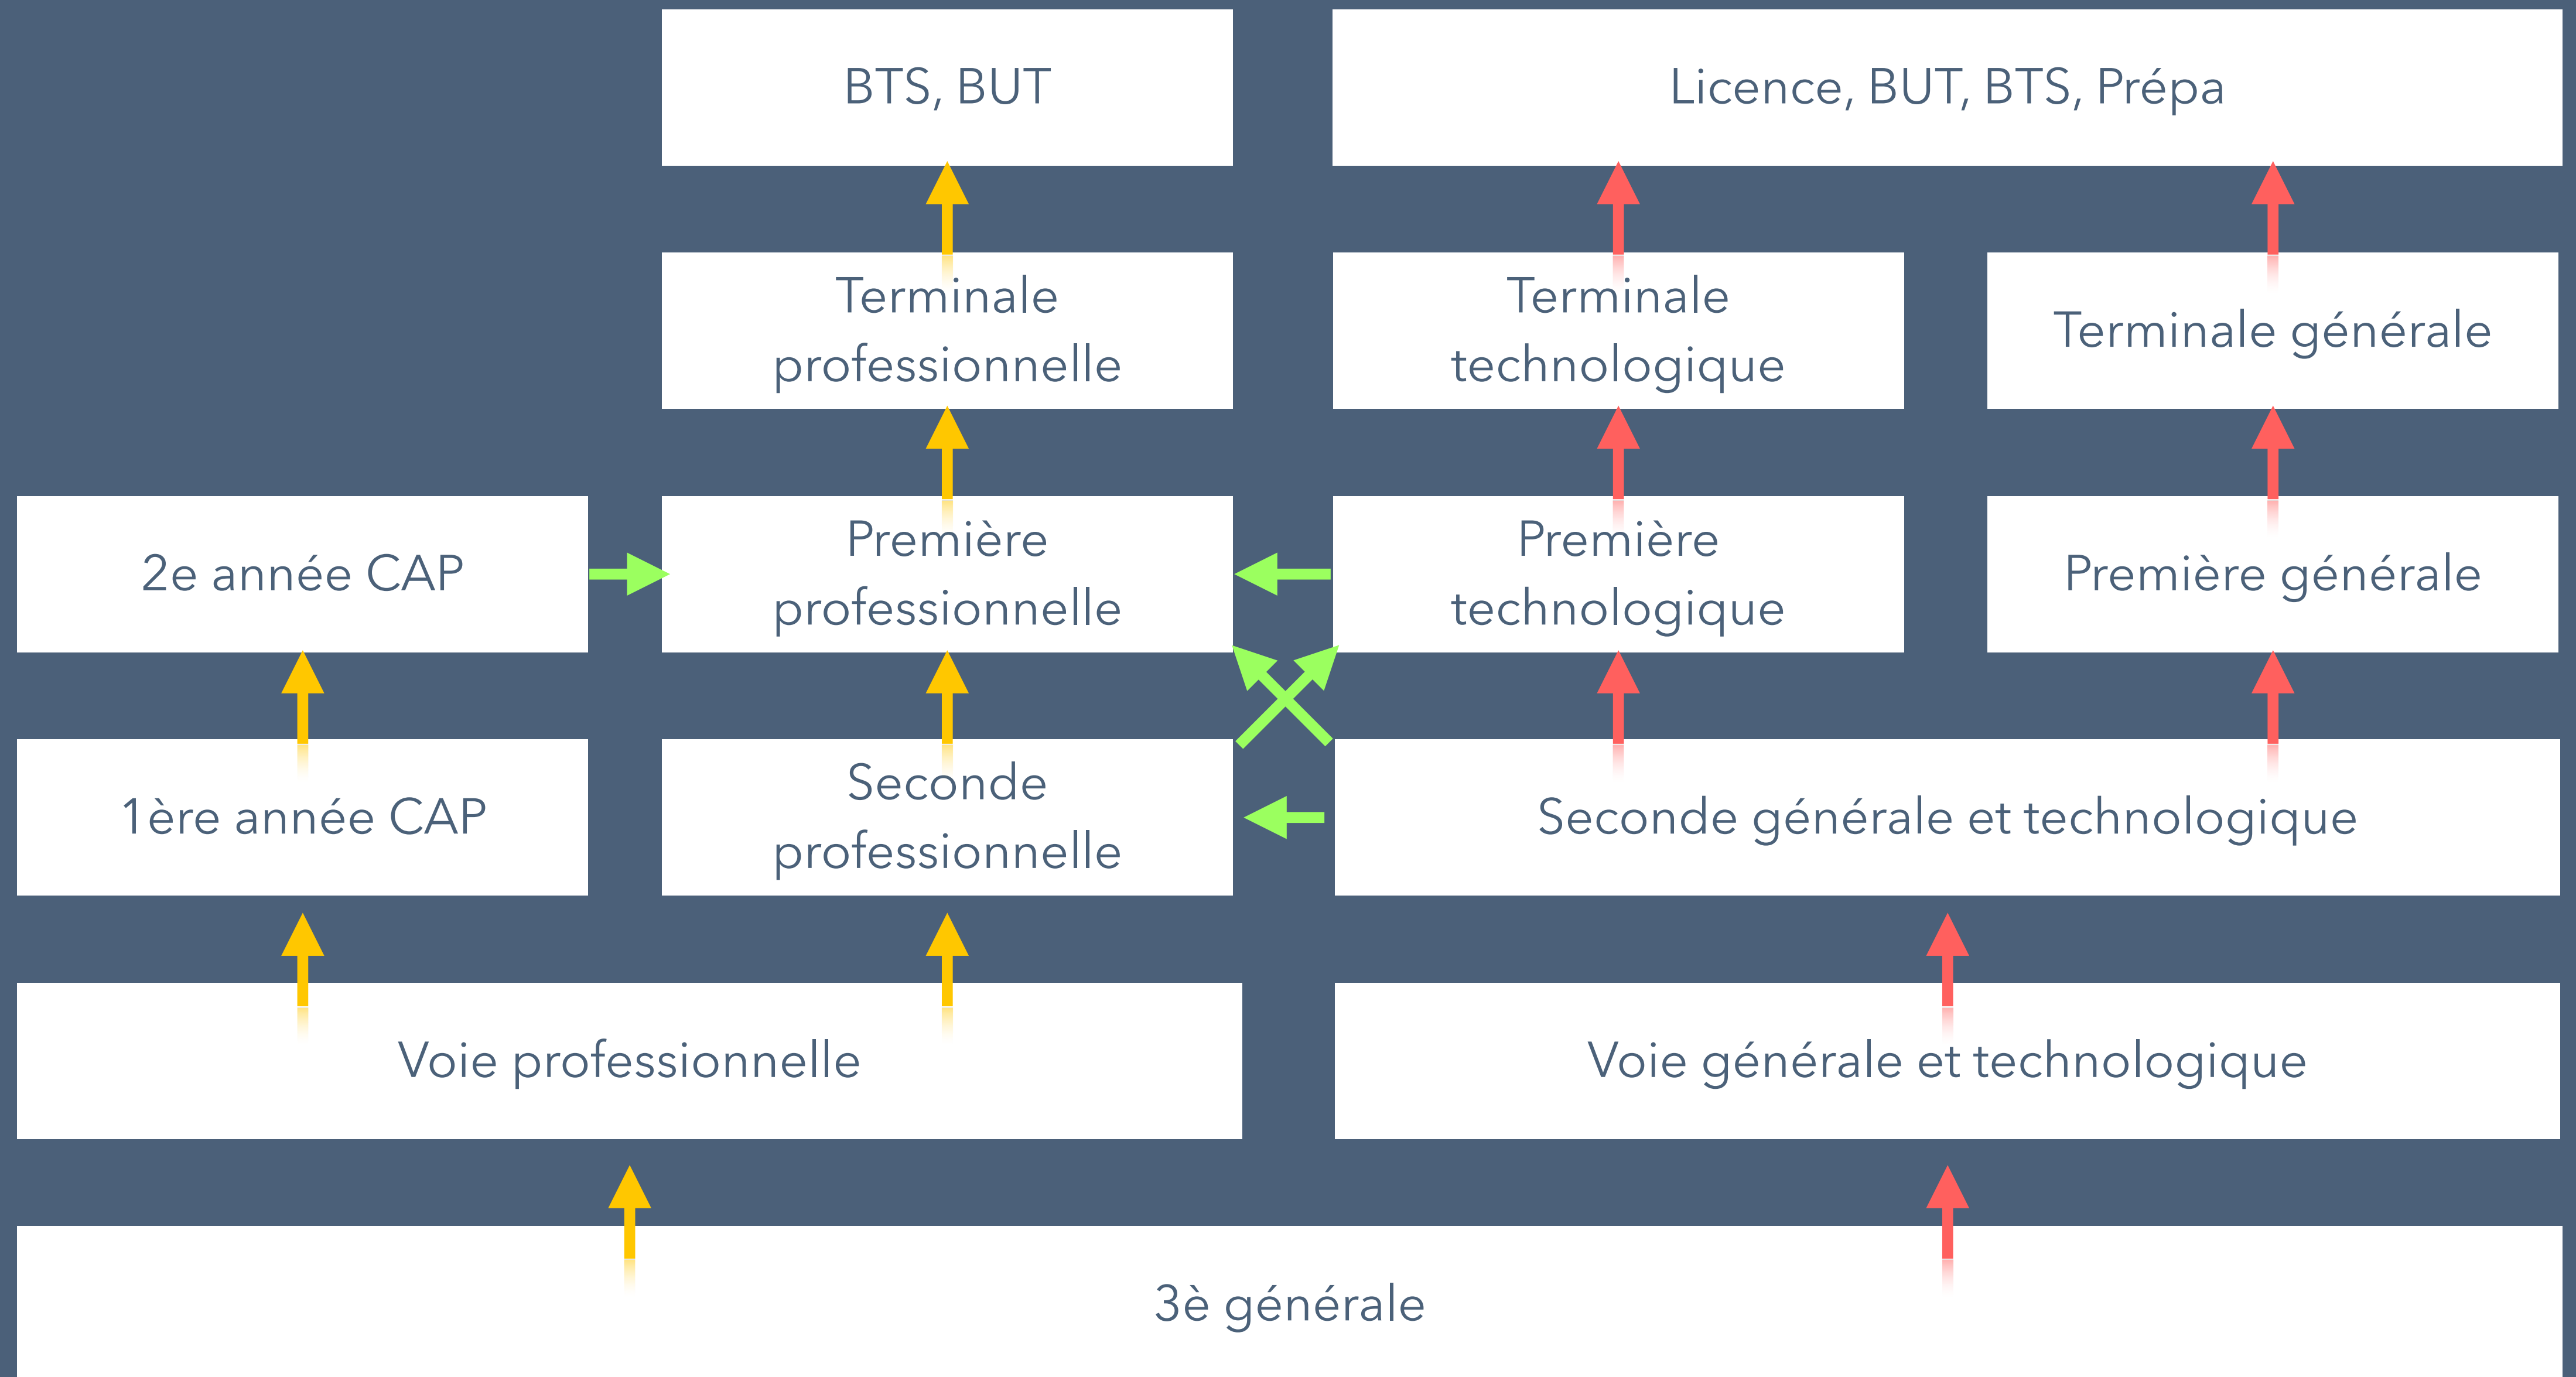 BTS, BUT
Licence, BUT, BTS, Prépa
Terminale
professionnelle
Terminale
technologique
Terminale générale
2e année CAP
Première
professionnelle
Première
technologique
Première générale
1ère année CAP
Seconde
professionnelle
Seconde générale et technologique
Voie professionnelle
Voie générale et technologique
3è générale